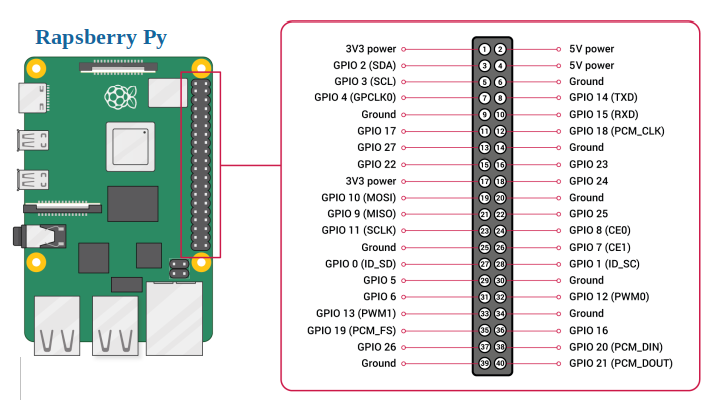 Rapsberry Py
3V3 power 1 2 5V power
GPIO 2 (SDA) 3 4 5V power
GPIO 3 (SCL) 5 6 Ground
GPIO 4 (GPCLK0) 7 8 GPIO 14 (TXD)
Ground 9 10 GPIO 15 (RXD)
GPIO 17 11 12 GPIO 18 (PCM_CLK)
GPIO 27 13 14 Ground
GPIO 22 15 16 GPIO 23
3V3 power 17 18 GPIO 24
GPIO 10 (MOSI) 19 20 Ground
GPIO 9 (MISO) 21 22 GPIO 25
GPIO 11 (SCLK) 23 24 GPIO 8 (CE0)
Ground 25 26 GPIO 7 (CE1)
GPIO 0 (ID_SD) 27 28 GPIO 1 (ID_SC)
GPIO 5 29 30 Ground
GPIO 6 31 32 GPIO 12 (PWM0)
GPIO 13 (PWM1) 33 34 Ground
GPIO 19 (PCM_FS) 35 36 GPIO 16
GPIO 26 37 38 GPIO 20 (PCM_DIN)
Ground 39 40 GPIO 21 (PCM_DOUT)